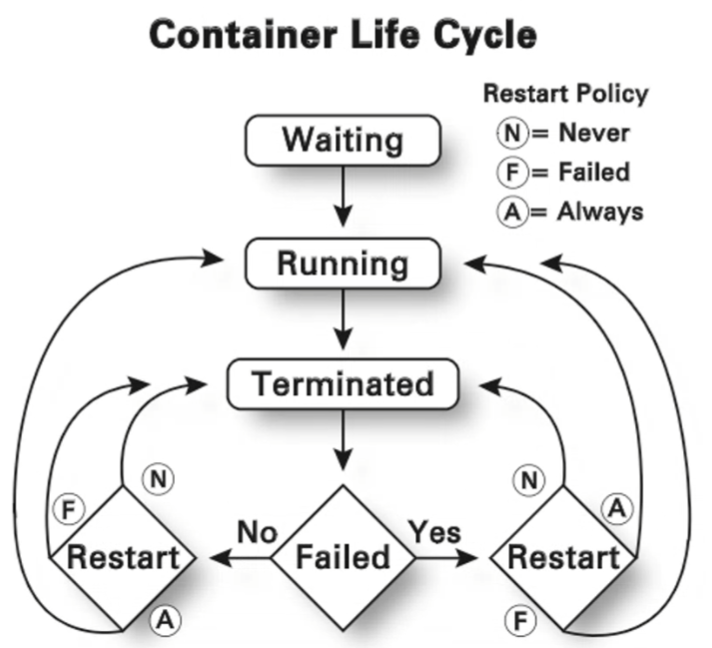 Container Life Cycle
Restart Policy
N = Never
F = Failed
A = Always
Waiting
Running
Terminated
N
F
N
A
No
Yes
Restart
Failed
Restart
A
F